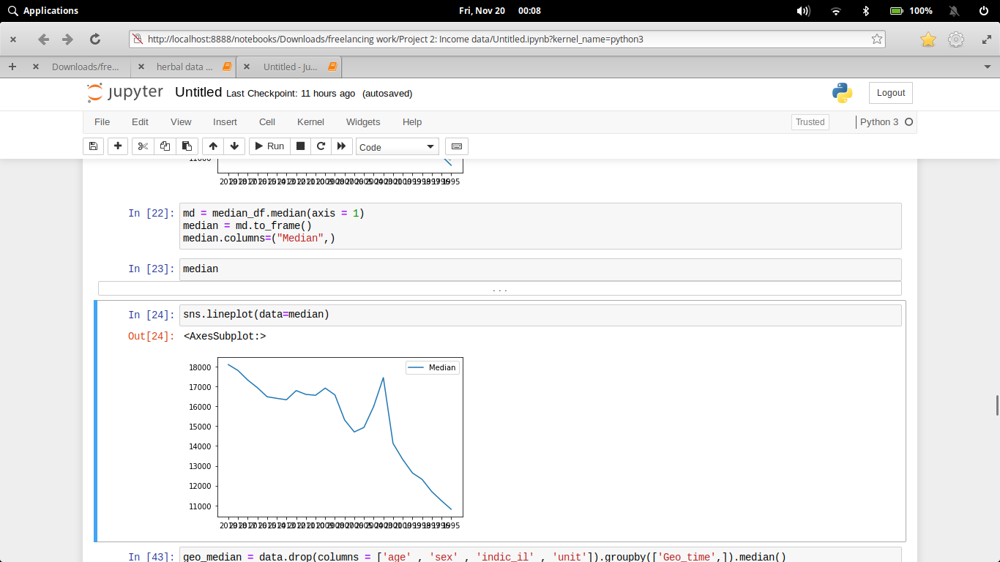 Applications
Fri, Nov 20 00:08
100%
http://localhost:8888/notebooks/Downloads/freelancing work/Project 2: Income data/Untitled.ipynb?kernel_name=python3
Downloads/fre...
herbal data ...
Untitled - Ju...
jupyter Untitled Last Checkpoint: 11 hours ago (autosaved)
Logout
File Edit View Insert Cell Kernel Widgets Help
Trusted
Python 3
Run
Code
11000
In [22]: md = median_df.median(axis = 1)
median = md.to_frame()
median.columns=("Median",)
In [23]: median
...
In [24]: sns.lineplot(data=median)
Out[24]: <AxesSubplot:>
Median
18000
17000
16000
15000
14000
13000
12000
11000
In [43]: geo_median = data.drop(columns = ['age' , 'sex' , 'indic_il' , 'unit']).groupby(['Geo_time',]).median()